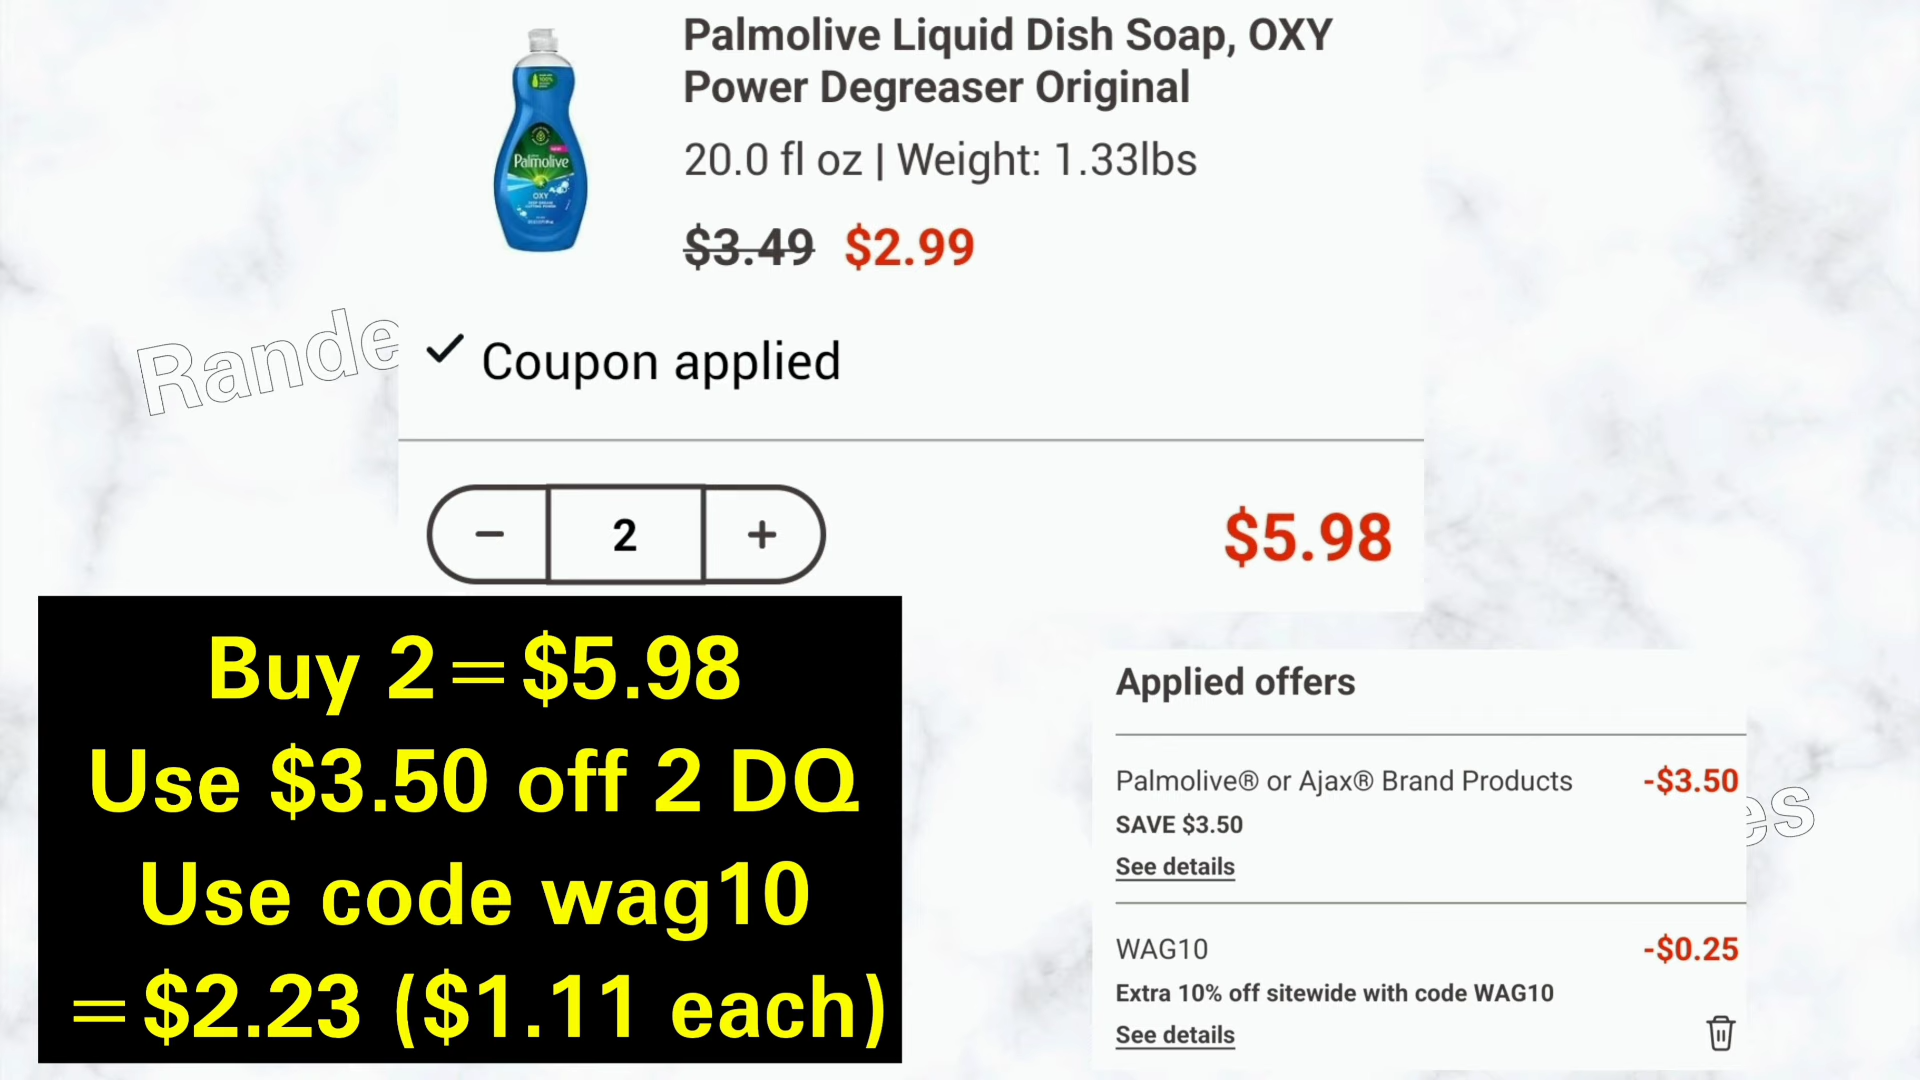 Palmolive Liquid Dish Soap, OXY
Power Degreaser Original
20.0 fl oz | Weight: 1.33lbs
$3.49 $2.99
Palmolive
OXY
Rande
✓ Coupon applied
− 2 +
$5.98
Buy 2=$5.98
Use $3.50 off 2 DQ
Use code wag10
=$2.23 ($1.11 each)
Applied offers
Palmolive® or Ajax® Brand Products -$3.50
SAVE $3.50
See details
es
WAG10 -$0.25
Extra 10% off sitewide with code WAG10
See details